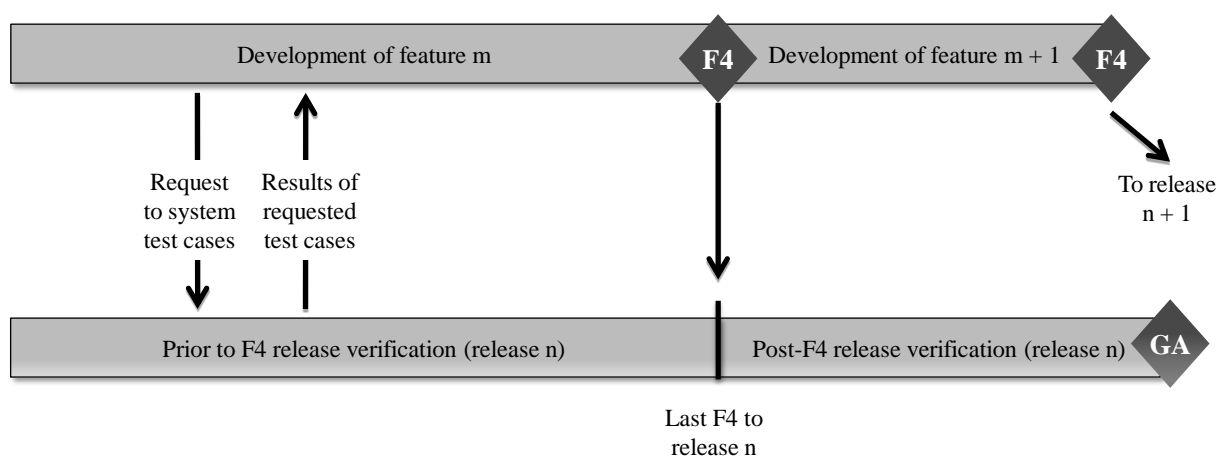 Development of feature m
F4
Development of feature m + 1
F4
Request
to system
test cases
Results of
requested
test cases
To release
n + 1
Prior to F4 release verification (release n)
Post-F4 release verification (release n)
GA
Last F4 to
release n